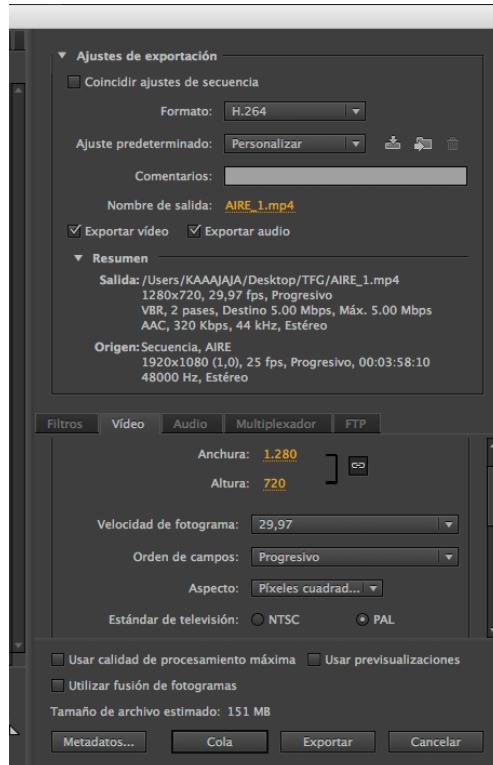 Ajustes de exportación
Coincidir ajustes de secuencia
Formato: H.264
Ajuste predeterminado: Personalizar
Comentarios:
Nombre de salida: AIRE_1.mp4
Exportar vídeo Exportar audio
Resumen
Salida: /Users/KAAAJAJA/Desktop/TFG/AIRE_1.mp4
1280x720, 29,97 fps, Progresivo
VBR, 2 pases, Destino 5.00 Mbps, Máx. 5.00 Mbps
AAC, 320 Kbps, 44 kHz, Estéreo
Origen: Secuencia, AIRE
1920x1080 (1,0), 25 fps, Progresivo, 00:03:58:10
48000 Hz, Estéreo
Filtros Vídeo Audio Multiplexador FTP
Anchura: 1.280
Altura: 720
Velocidad de fotograma: 29,97
Orden de campos: Progresivo
Aspecto: Píxeles cuadrad...
Estándar de televisión: NTSC PAL
Usar calidad de procesamiento máxima Usar previsualizaciones
Utilizar fusión de fotogramas
Tamaño de archivo estimado: 151 MB
Metadatos... Cola Exportar Cancelar